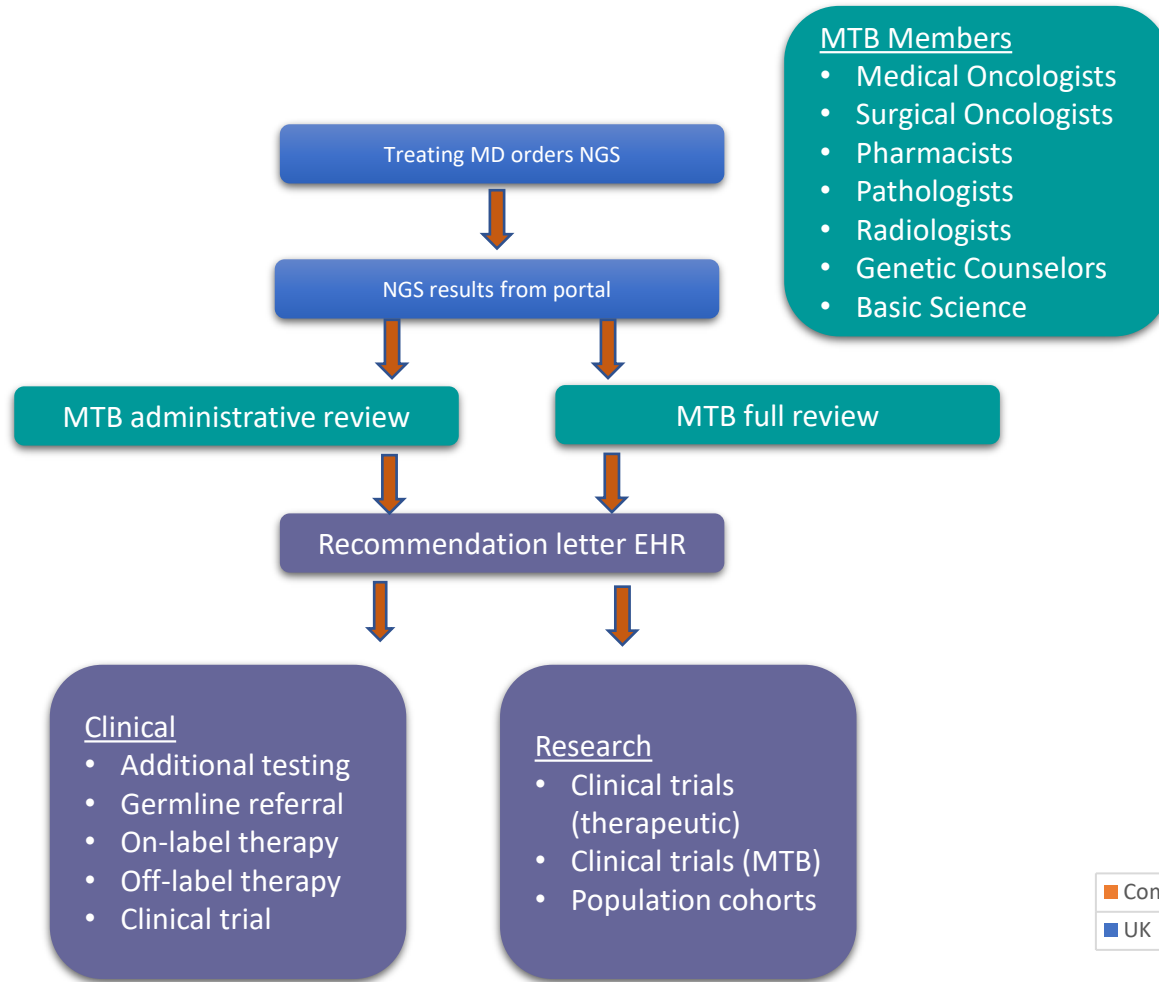 MTB Members
• Medical Oncologists
• Surgical Oncologists
• Pharmacists
• Pathologists
• Radiologists
• Genetic Counselors
• Basic Science
Treating MD orders NGS
NGS results from portal
MTB administrative review
MTB full review
Recommendation letter EHR
Clinical
• Additional testing
• Germline referral
• On-label therapy
• Off-label therapy
• Clinical trial
Research
• Clinical trials
(therapeutic)
• Clinical trials (MTB)
• Population cohorts
UK